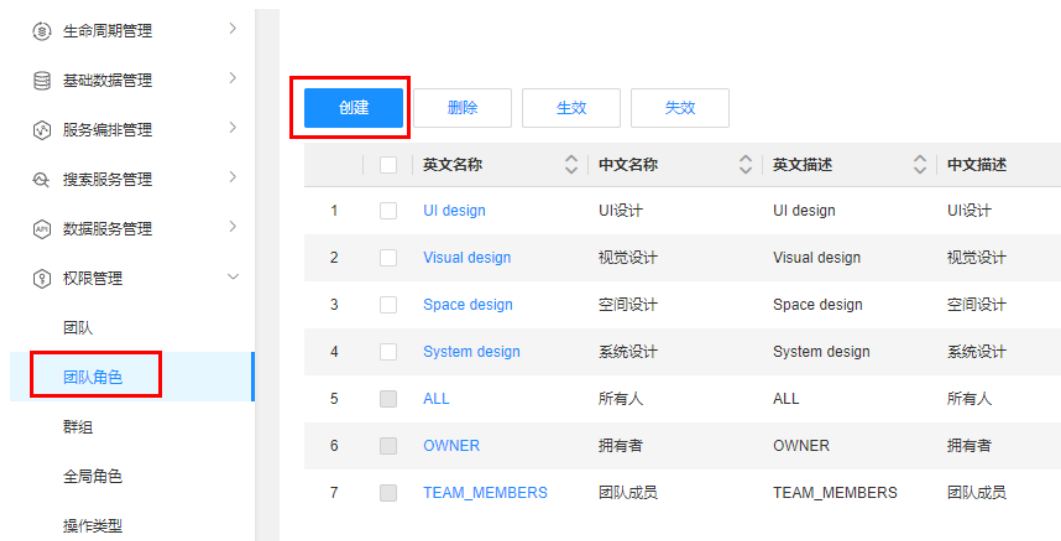 生命周期管理
基础数据管理
服务编排管理
搜索服务管理
API 数据服务管理
权限管理
团队
团队角色
群组
全局角色
操作类型
创建 删除 生效 失效
英文名称 中文名称 英文描述 中文描述
1 UI design UI设计 UI design UI设计
2 Visual design 视觉设计 Visual design 视觉设计
3 Space design 空间设计 Space design 空间设计
4 System design 系统设计 System design 系统设计
5 ALL 所有人 ALL 所有人
6 OWNER 拥有者 OWNER 拥有者
7 TEAM_MEMBERS 团队成员 TEAM_MEMBERS 团队成员